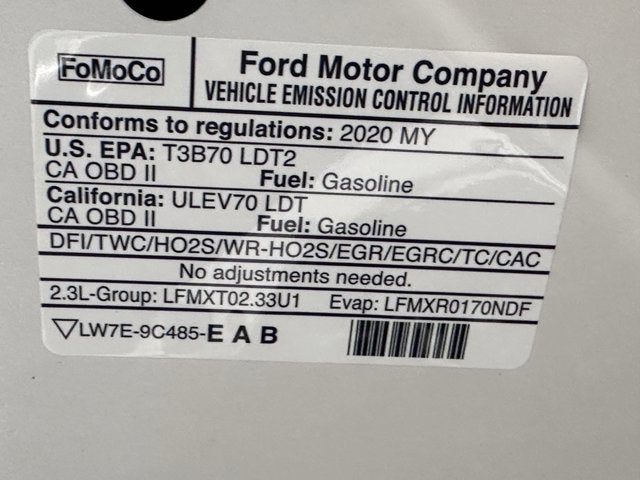 FoMoCo
Ford Motor Company
VEHICLE EMISSION CONTROL INFORMATION
Conforms to regulations: 2020 MY
U.S. EPA: T3B70 LDT2
CA OBD II Fuel: Gasoline
California: ULEV70 LDT
CA OBD II Fuel: Gasoline
DFI/TWC/HO2S/WR-HO2S/EGR/EGRC/TC/CAC
No adjustments needed.
2.3L-Group: LFMXT02.33U1 Evap: LFMXR0170NDF
▽LW7E-9C485-E A B